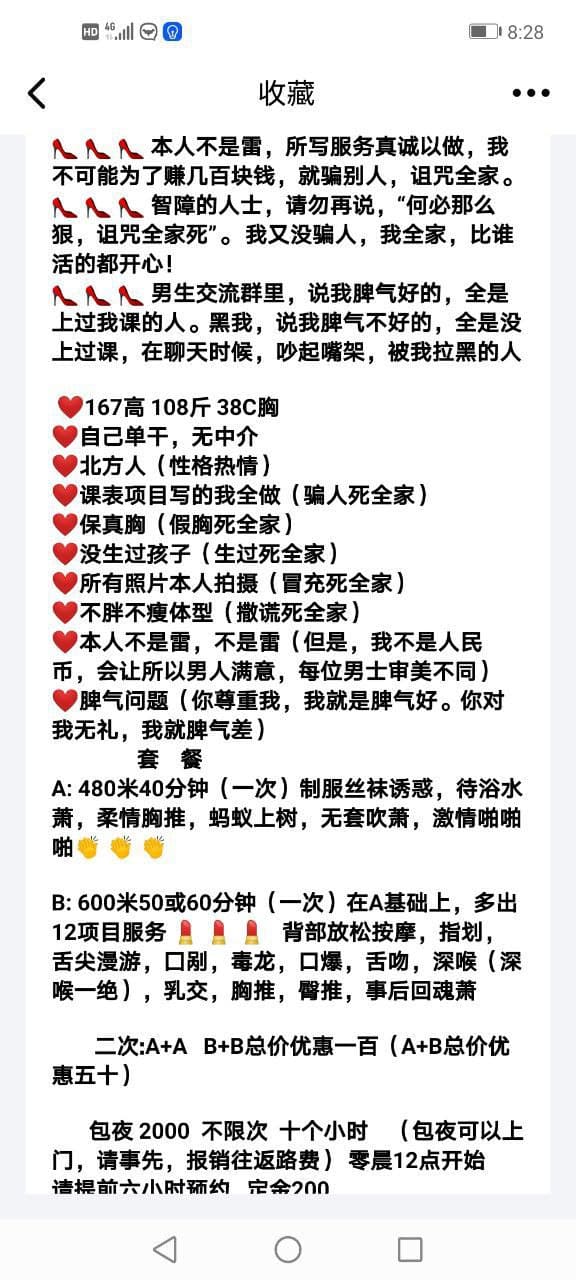 HD 4G 8:28
收藏
👠👠👠本人不是雷，所写服务真诚以做，我
不可能为了赚几百块钱，就骗别人，诅咒全家。
👠👠👠智障的人士，请勿再说，“何必那么
狠，诅咒全家死”。我又没骗人，我全家，比谁
活的都开心！
👠👠👠男生交流群里，说我脾气好的，全是
上过我课的人。黑我，说我脾气不好的，全是没
上过课，在聊天时候，吵起嘴架，被我拉黑的人
❤️167高 108斤 38C胸
❤️自己单干，无中介
❤️北方人（性格热情）
❤️课表项目写的我全做（骗人死全家）
❤️保真胸（假胸死全家）
❤️没生过孩子（生过死全家）
❤️所有照片本人拍摄（冒充死全家）
❤️不胖不瘦体型（撒谎死全家）
❤️本人不是雷，不是雷（但是，我不是人民
币，会让所以男人满意，每位男士审美不同）
❤️脾气问题（你尊重我，我就是脾气好。你对
我无礼，我就脾气差）
套 餐
A: 480米40分钟（一次）制服丝袜诱惑，待浴水
萧，柔情胸推，蚂蚁上树，无套吹萧，激情啪啪
啪👏👏👏
B: 600米50或60分钟（一次）在A基础上，多出
12项目服务💄💄💄 背部放松按摩，指划，
舌尖漫游，囗别，毒龙，口爆，舌吻，深喉（深
喉一绝），乳交，胸推，臀推，事后回魂萧
二次:A+A B+B总价优惠一百（A+B总价优
惠五十）
包夜 2000 不限次 十个小时 （包夜可以上
门，请事先，报销往返路费）零晨12点开始
请提前六小时预约 定金200